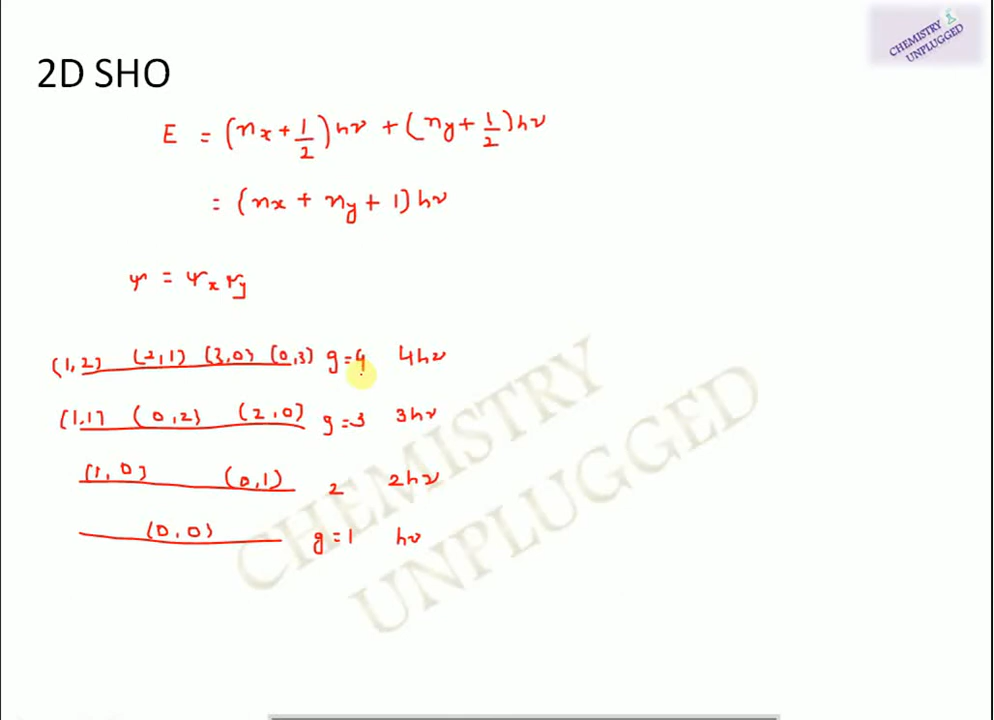 CHEMISTRY
UNPLUGGED
2D SHO
E = (nx + 1/2) hν + (ny + 1/2) hν
= (nx + ny + 1) hν
ψ = ψx ψy
(1,2) (2,1) (3,0) (0,3) g=4 4hν
(1,1) (0,2) (2,0) g=3 3hν
(1,0) (0,1) 2 2hν
(0,0) g=1 hν
CHEMISTRY
UNPLUGGED